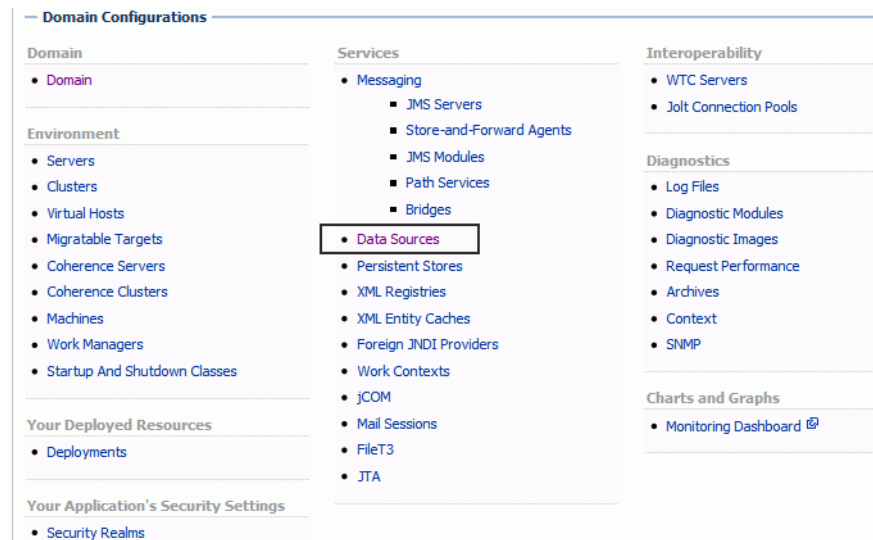 Domain Configurations
Domain
Domain
Environment
Servers
Clusters
Virtual Hosts
Migratable Targets
Coherence Servers
Coherence Clusters
Machines
Work Managers
Startup And Shutdown Classes
Your Deployed Resources
Deployments
Your Application's Security Settings
Security Realms
Services
Messaging
JMS Servers
Store-and-Forward Agents
JMS Modules
Path Services
Bridges
Data Sources
Persistent Stores
XML Registries
XML Entity Caches
Foreign JNDI Providers
Work Contexts
jCOM
Mail Sessions
FileT3
JTA
Interoperability
WTC Servers
Jolt Connection Pools
Diagnostics
Log Files
Diagnostic Modules
Diagnostic Images
Request Performance
Archives
Context
SNMP
Charts and Graphs
Monitoring Dashboard